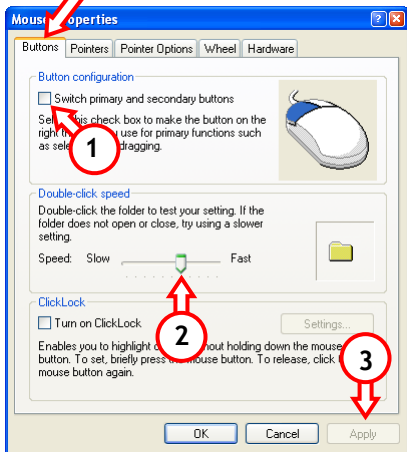 Mouse operties
Buttons Pointers Pointer Options Wheel Hardware
Button configuration
Switch primary and secondary buttons
this check box to make the button on the
right use for primary functions such
as dragging.
1
Double-click speed
Double-click the folder to test your setting. If the
folder does not open or close, try using a slower
setting.
Speed: Slow Fast
ClickLock
Turn on ClickLock
Settings...
2
Enables you to highlight hout holding down the mouse
button. To set, briefly press mouse button. To release, click
mouse button again.
3
OK Cancel Apply